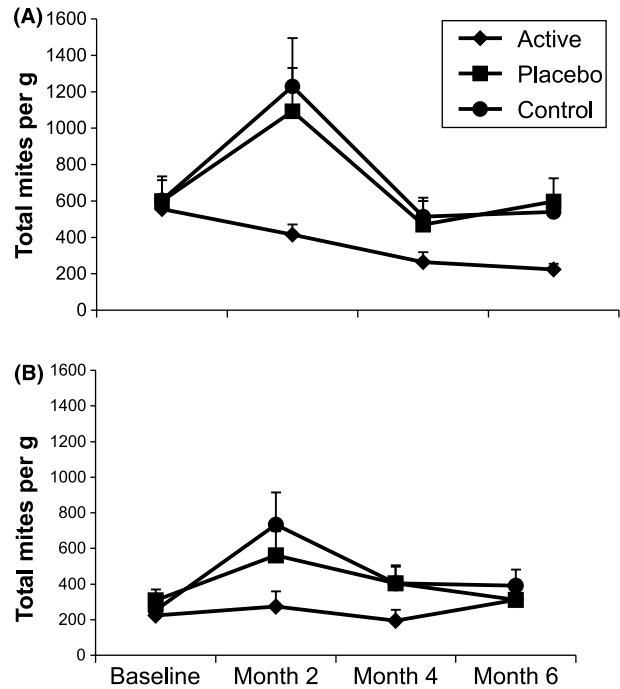 (A)
Total mites per g
1600
1400
1200
1000
800
600
400
200
0
Active
Placebo
Control
(B)
Total mites per g
1600
1400
1200
1000
800
600
400
200
0
Baseline Month 2 Month 4 Month 6